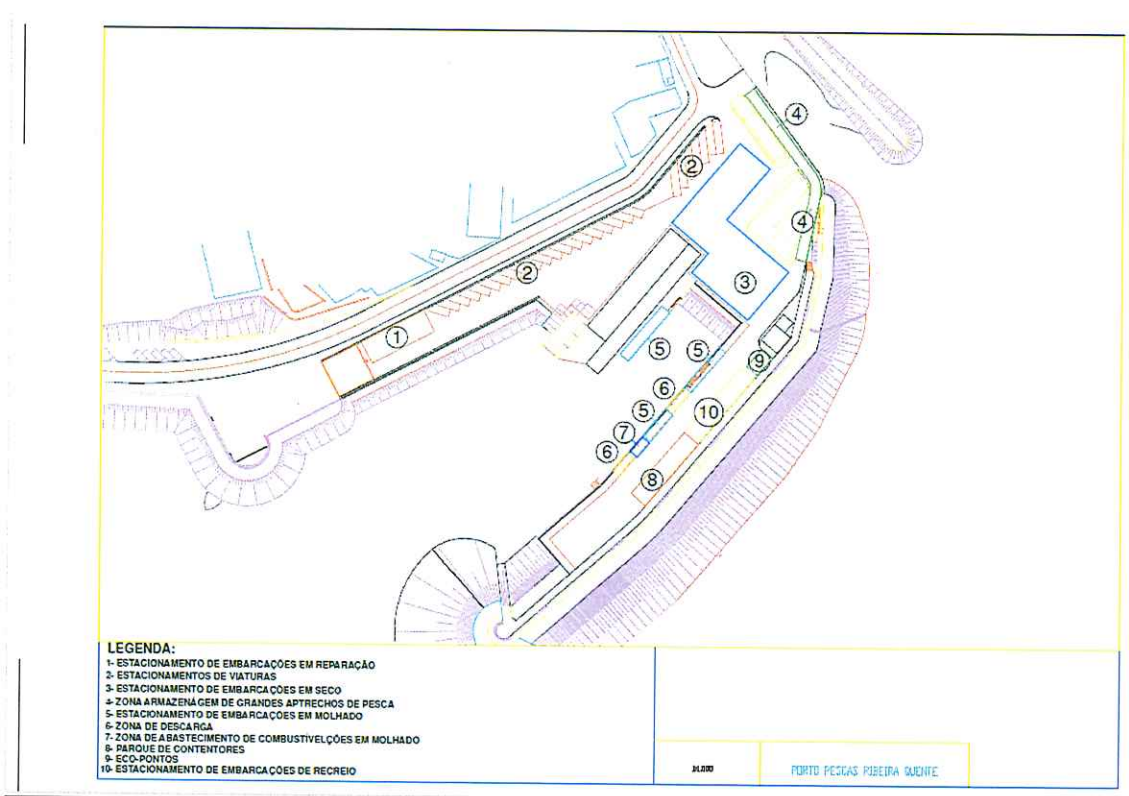 4
2
4
2
3
1
5
5
9
6
5
10
7
6
8
LEGENDA:
1- ESTACIONAMENTO DE EMBARCAÇÕES EM REPARAÇÃO
2- ESTACIONAMENTOS DE VIATURAS
3- ESTACIONAMENTO DE EMBARCAÇÕES EM SECO
4- ZONA ARMAZENAGEM DE GRANDES APTRECHOS DE PESCA
5- ESTACIONAMENTO DE EMBARCAÇÕES EM MOLHADO
6- ZONA DE DESCARGA
7- ZONA DE ABASTECIMENTO DE COMBUSTÍVELÇÕES EM MOLHADO
8- PARQUE DE CONTENTORES
9- ECO-PONTOS
10- ESTACIONAMENTO DE EMBARCAÇÕES DE RECREIO
PORTO PESCAS RIBEIRA QUENTE